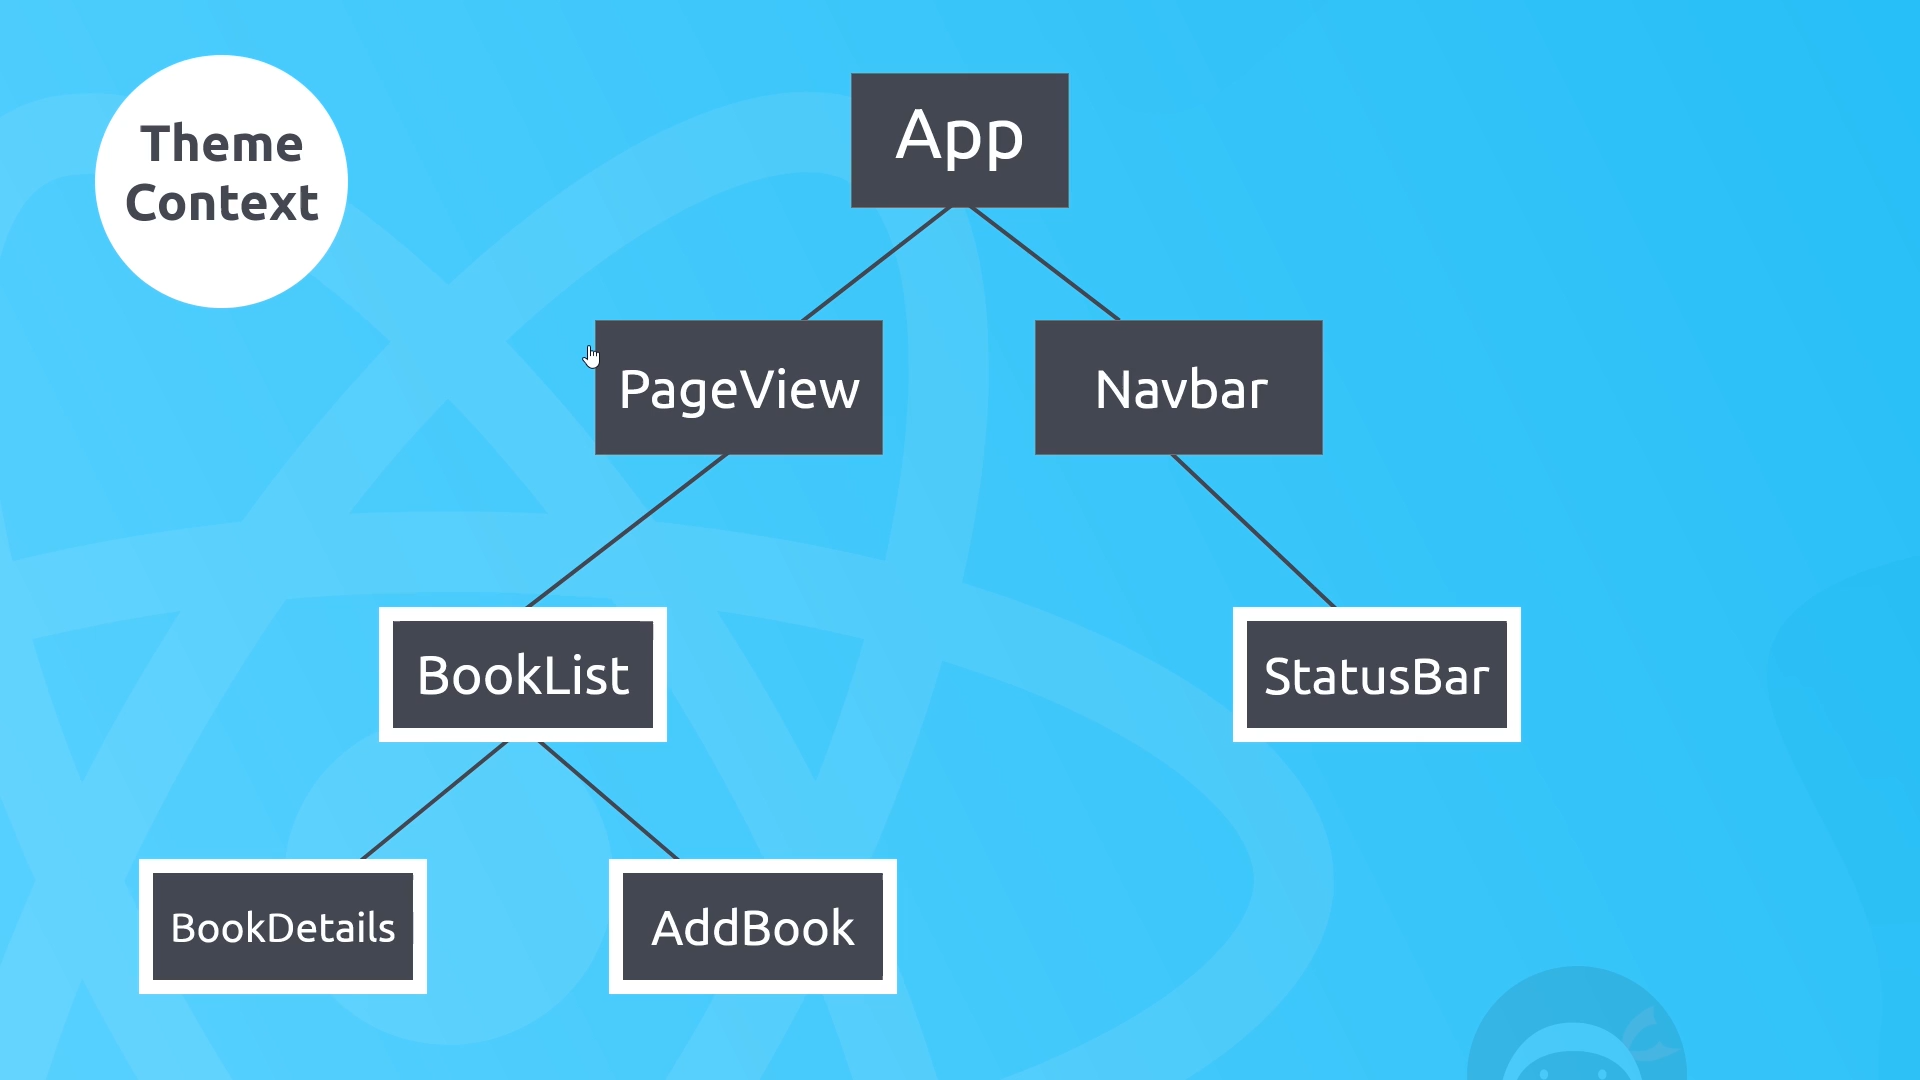 Theme
Context
App
PageView
Navbar
BookList
StatusBar
BookDetails
AddBook